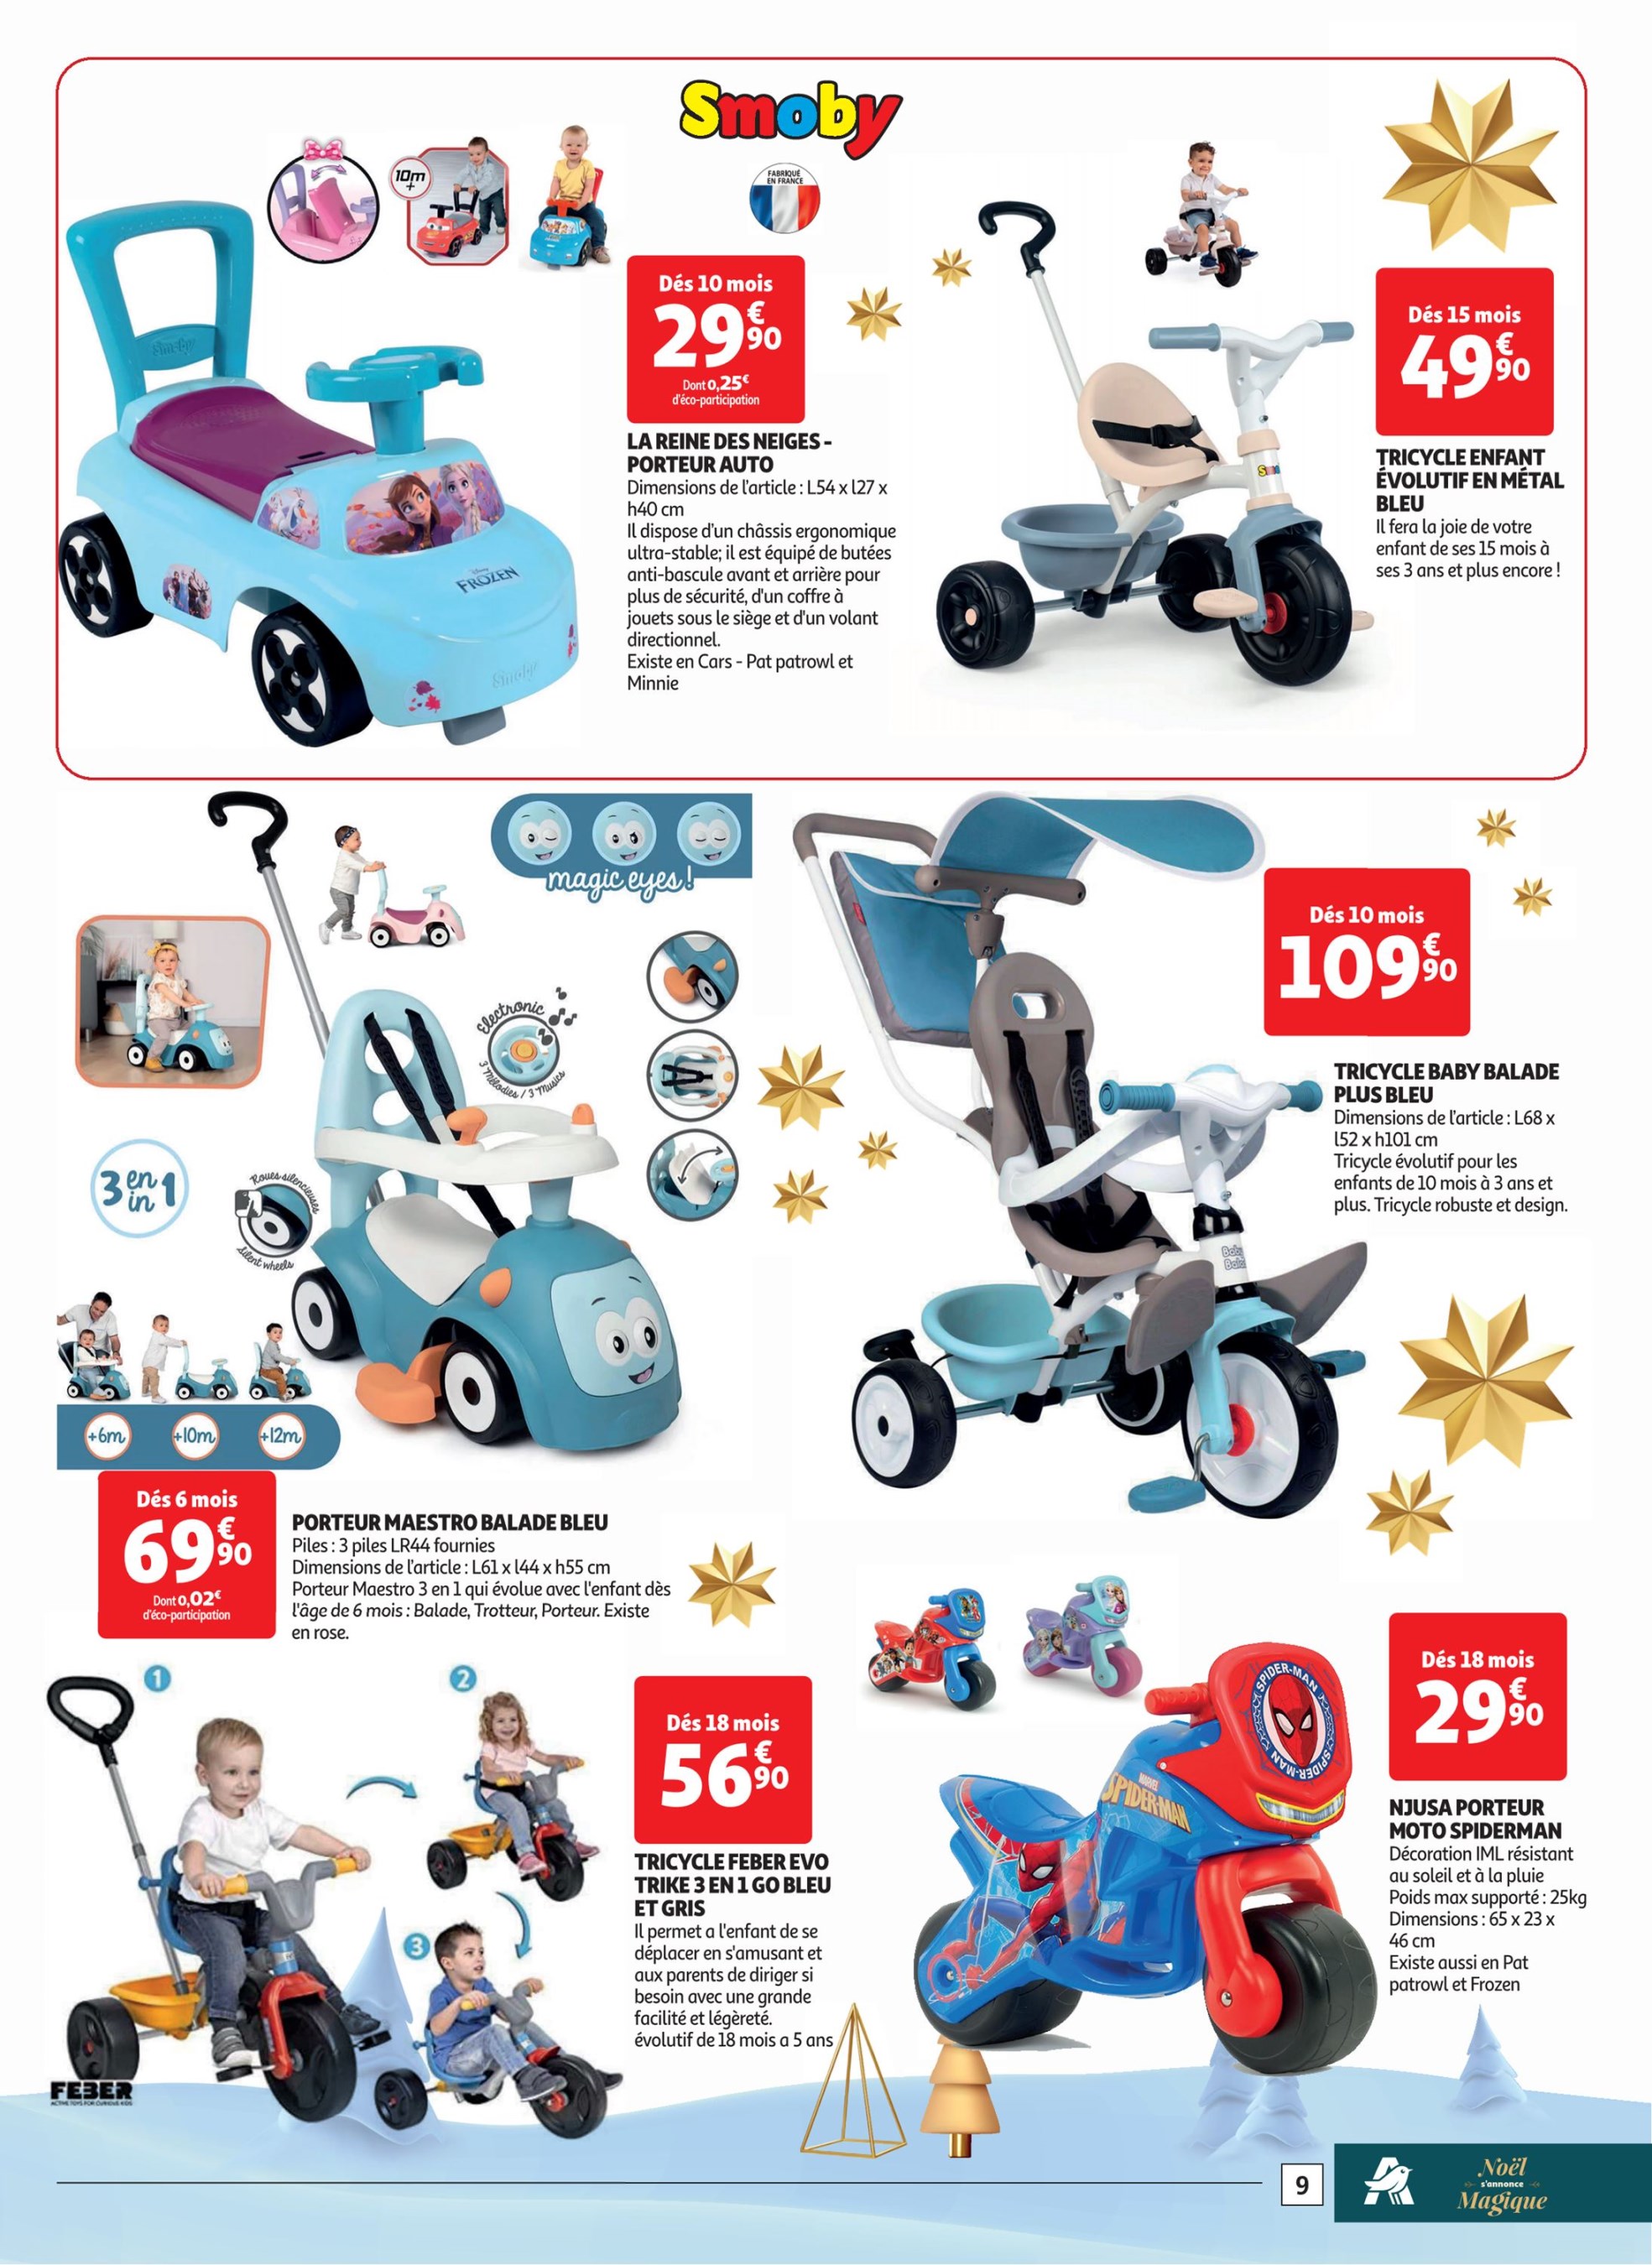 Smoby
FABRIQUÉ
EN FRANCE
10m
+
Smoby
Disney
FROZEN
Smoby
Dés 10 mois
29€90
Dont 0,25€
d'éco-participation
LA REINE DES NEIGES -
PORTEUR AUTO
Dimensions de l'article : L54 x l27 x
h40 cm
Il dispose d'un châssis ergonomique
ultra-stable; il est équipé de butées
anti-bascule avant et arrière pour
plus de sécurité, d'un coffre à
jouets sous le siège et d'un volant
directionnel.
Existe en Cars - Pat patrowl et
Minnie
Dés 15 mois
49€90
TRICYCLE ENFANT
ÉVOLUTIF EN MÉTAL
BLEU
Il fera la joie de votre
enfant de ses 15 mois à
ses 3 ans et plus encore !
magic eyes !
Electronic
3 Mélodies / 3 Musics
3 en in 1
Roues silencieuses
Silent wheels
+6m
+10m
+12m
Dés 6 mois
69€90
Dont 0,02€
d'éco-participation
PORTEUR MAESTRO BALADE BLEU
Piles : 3 piles LR44 fournies
Dimensions de l'article : L61 x l44 x h55 cm
Porteur Maestro 3 en 1 qui évolue avec l'enfant dès
l'âge de 6 mois : Balade, Trotteur, Porteur. Existe
en rose.
Dés 10 mois
109€90
TRICYCLE BABY BALADE
PLUS BLEU
Dimensions de l'article : L68 x
l52 x h101 cm
Tricycle évolutif pour les
enfants de 10 mois à 3 ans et
plus. Tricycle robuste et design.
1
2
3
FEBER
ACTIVE TOYS FOR CURIOUS KIDS
Dés 18 mois
56€90
TRICYCLE FEBER EVO
TRIKE 3 EN 1 GO BLEU
ET GRIS
Il permet a l'enfant de se
déplacer en s'amusant et
aux parents de diriger si
besoin avec une grande
facilité et légèreté.
évolutif de 18 mois a 5 ans
SPIDER-MAN
SPIDER-MAN
MARVEL
SPIDER-MAN
Dés 18 mois
29€90
NJUSA PORTEUR
MOTO SPIDERMAN
Décoration IML résistant
au soleil et à la pluie
Poids max supporté : 25kg
Dimensions : 65 x 23 x
46 cm
Existe aussi en Pat
patrowl et Frozen
9
Noël
s'annonce
Magique